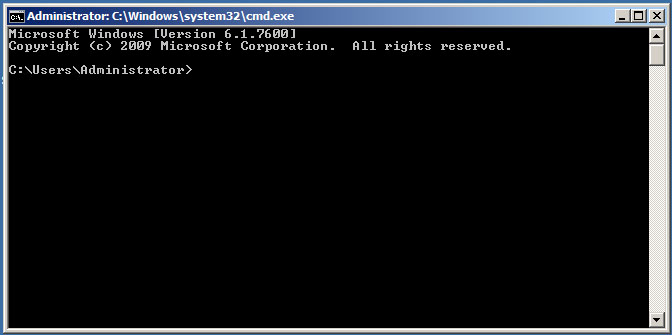 Administrator: C:\Windows\system32\cmd.exe
Microsoft Windows [Version 6.1.7600]
Copyright (c) 2009 Microsoft Corporation.  All rights reserved.
C:\Users\Administrator>